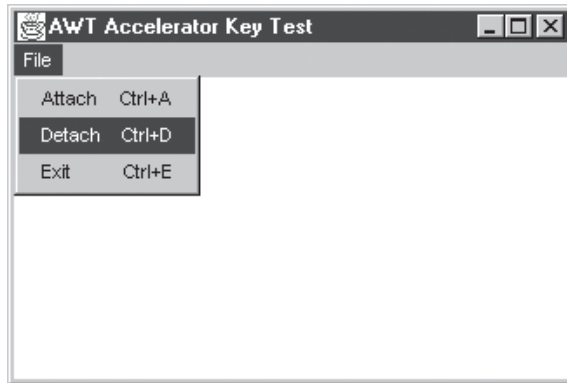 AWT Accelerator Key Test
File
Attach Ctrl+A
Detach Ctrl+D
Exit Ctrl+E